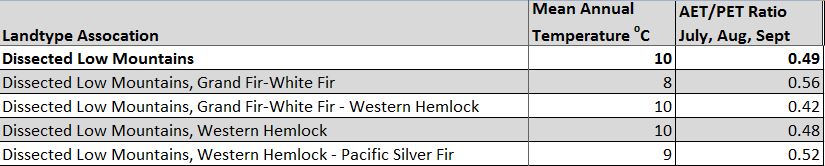 Mean Annual AET/PET Ratio
Landtype Assocation Temperature ⁰C July, Aug, Sept
Dissected Low Mountains 10 0.49
Dissected Low Mountains, Grand Fir-White Fir 8 0.56
Dissected Low Mountains, Grand Fir-White Fir - Western Hemlock 10 0.42
Dissected Low Mountains, Western Hemlock 10 0.48
Dissected Low Mountains, Western Hemlock - Pacific Silver Fir 9 0.52